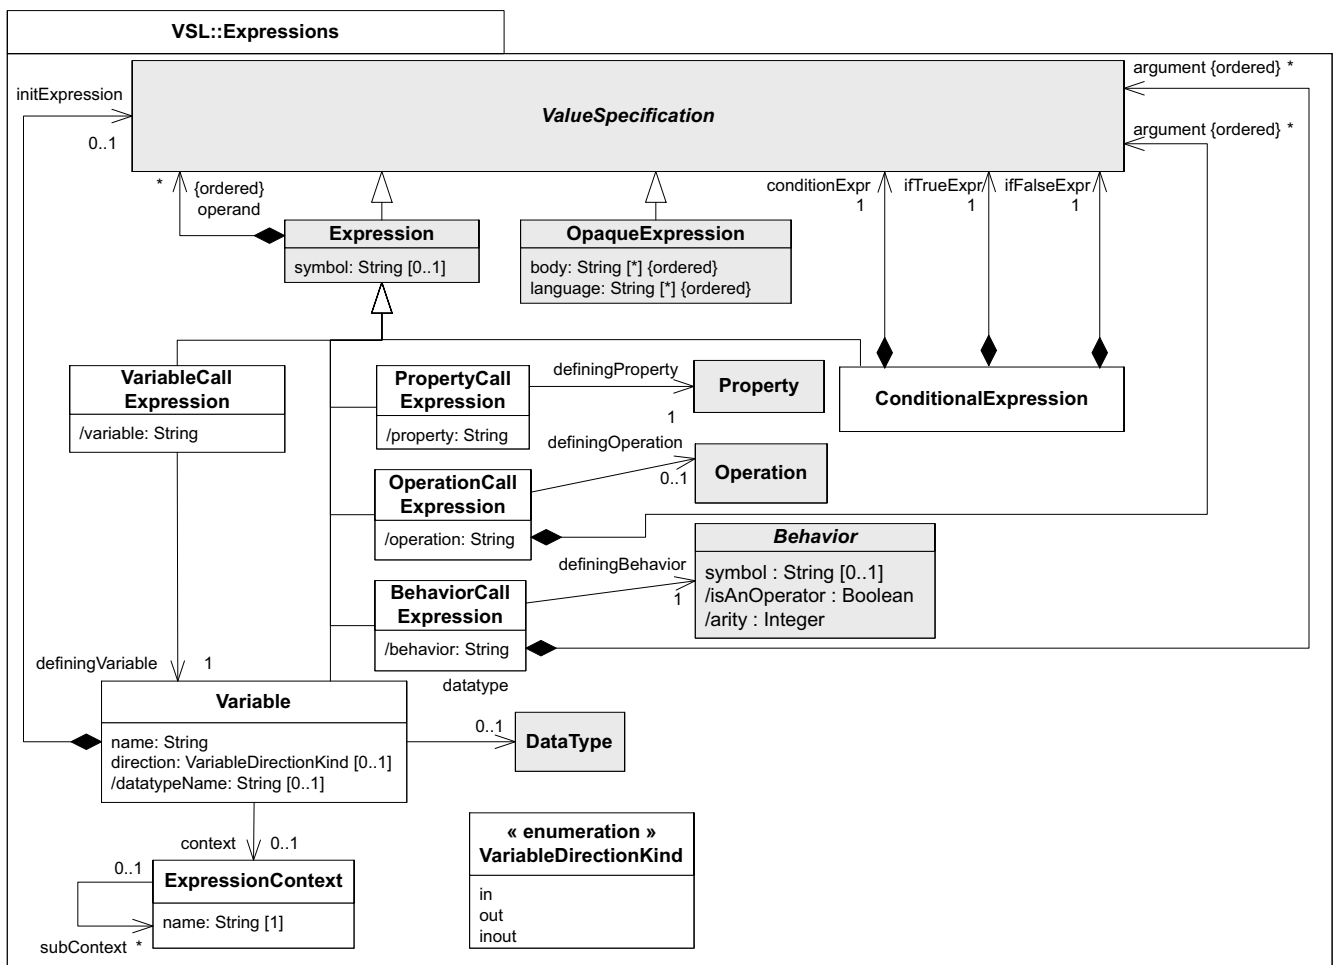 VSL::Expressions
initExpression
0..1
ValueSpecification
argument {ordered} *
argument {ordered} *
* {ordered}
operand
conditionExpr
1
ifTrueExpr
1
ifFalseExpr
1
Expression
symbol: String [0..1]
OpaqueExpression
body: String [*] {ordered}
language: String [*] {ordered}
VariableCall
Expression
/variable: String
PropertyCall
Expression
/property: String
definingProperty
1
Property
ConditionalExpression
OperationCall
Expression
/operation: String
definingOperation
0..1
Operation
BehaviorCall
Expression
/behavior: String
definingBehavior
1
Behavior
symbol : String [0..1]
/isAnOperator : Boolean
/arity : Integer
definingVariable 1
Variable
name: String
direction: VariableDirectionKind [0..1]
/datatypeName: String [0..1]
datatype
0..1
DataType
context 0..1
0..1
ExpressionContext
name: String [1]
subContext *
« enumeration »
VariableDirectionKind
in
out
inout